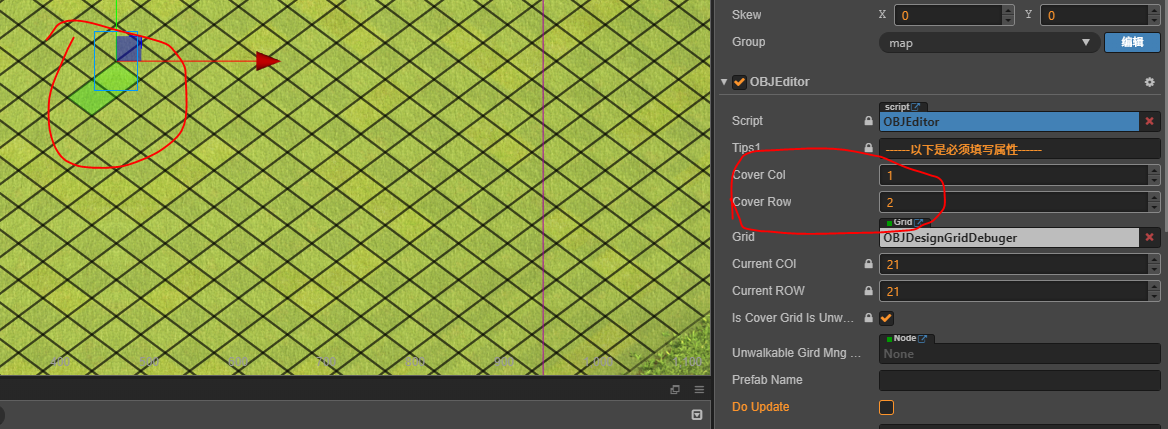 Skew X 0 Y 0
Group map 编辑
OBJEditor
script
Script OBJEditor
Tips1 ------以下是必须填写属性------
Cover Col 1
Cover Row 2
Grid
Grid OBJDesignGridDebuger
Current COl 21
Current ROW 21
Is Cover Grid Is Unw...
Node
Unwalkable Gird Mng ... None
Prefab Name
Do Update